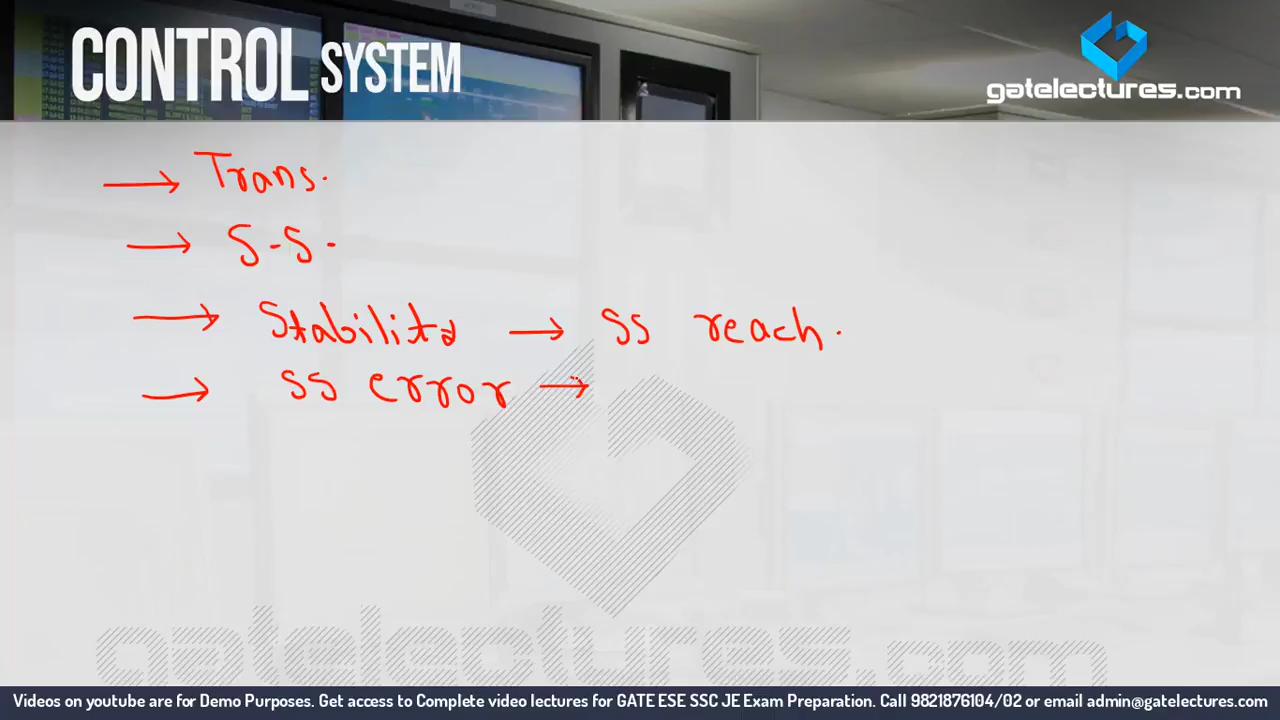 CONTROL SYSTEM
gatelectures.com
→ Trans.
→ S.S.
→ Stability → SS reach.
→ SS error →
gatelectures.com
Videos on youtube are for Demo Purposes. Get access to Complete video lectures for GATE ESE SSC JE Exam Preparation. Call 9821876104/02 or email admin@gatelectures.com